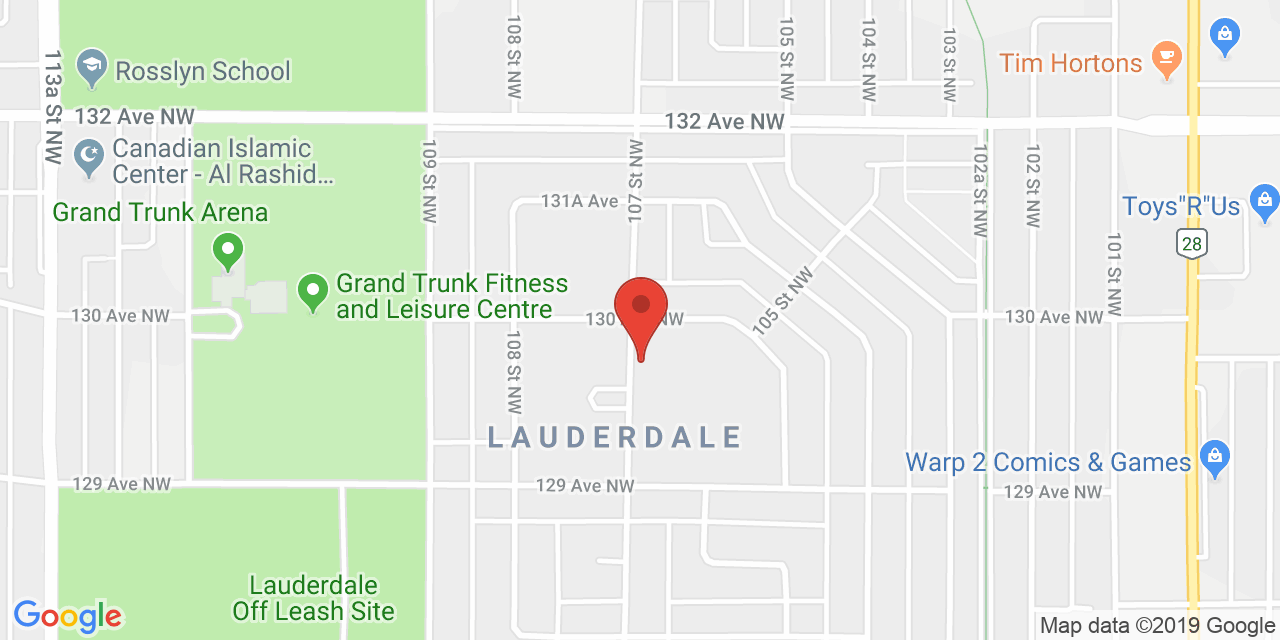 113a St NW
Rosslyn School
108 St NW
105 St NW
104 St NW
103 St NW
Tim Hortons
132 Ave NW
132 Ave NW
Canadian Islamic
Center - Al Rashid...
109 St NW
107 St NW
102a St NW
102 St NW
131A Ave
Grand Trunk Arena
Toys"R"Us
28
101 St NW
Grand Trunk Fitness
and Leisure Centre
105 St NW
130 Ave NW
130
NW
130 Ave NW
108 St NW
LAUDERDALE
Warp 2 Comics & Games
129 Ave NW
129 Ave NW
129 Ave NW
Lauderdale
Off Leash Site
Google
Map data ©2019 Google